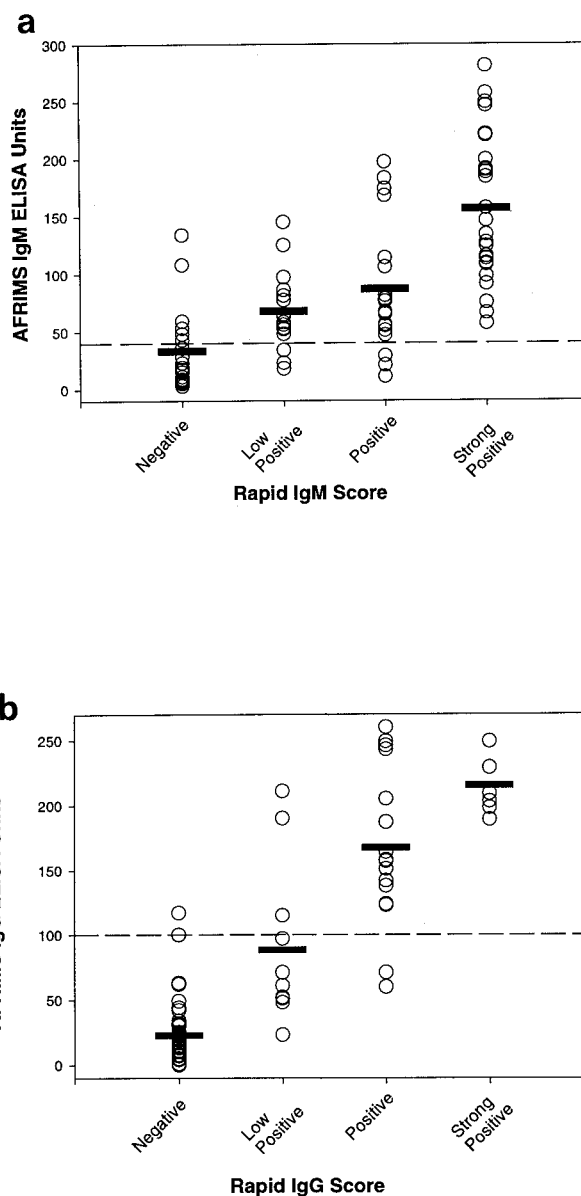 a
300
250
200
150
100
50
0
AFRIMS IgM ELISA Units
Negative
Low
Positive
Positive
Strong
Positive
Rapid IgM Score
b
250
200
150
100
50
0
Negative
Low
Positive
Positive
Strong
Positive
Rapid IgG Score